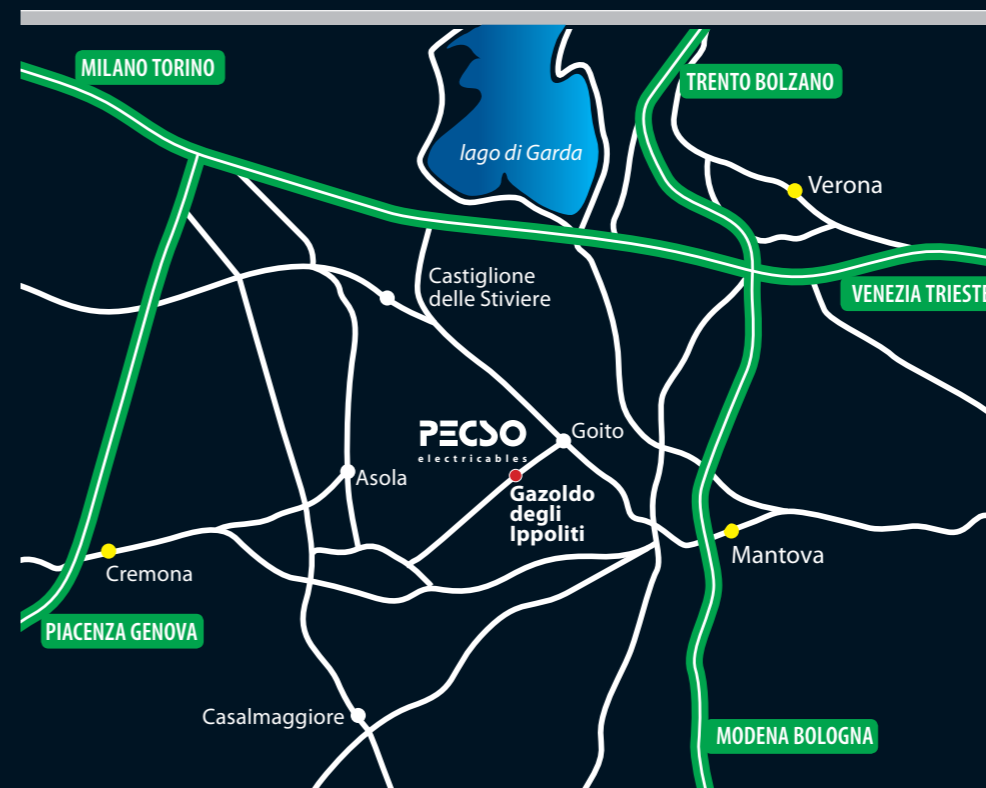 MILANO TORINO
TRENTO BOLZANO
lago di Garda
Verona
Castiglione
delle Stiviere
VENEZIA TRIESTE
PECSO
electricables
Goito
Asola
Gazoldo
degli
Ippoliti
Mantova
Cremona
PIACENZA GENOVA
Casalmaggiore
MODENA BOLOGNA